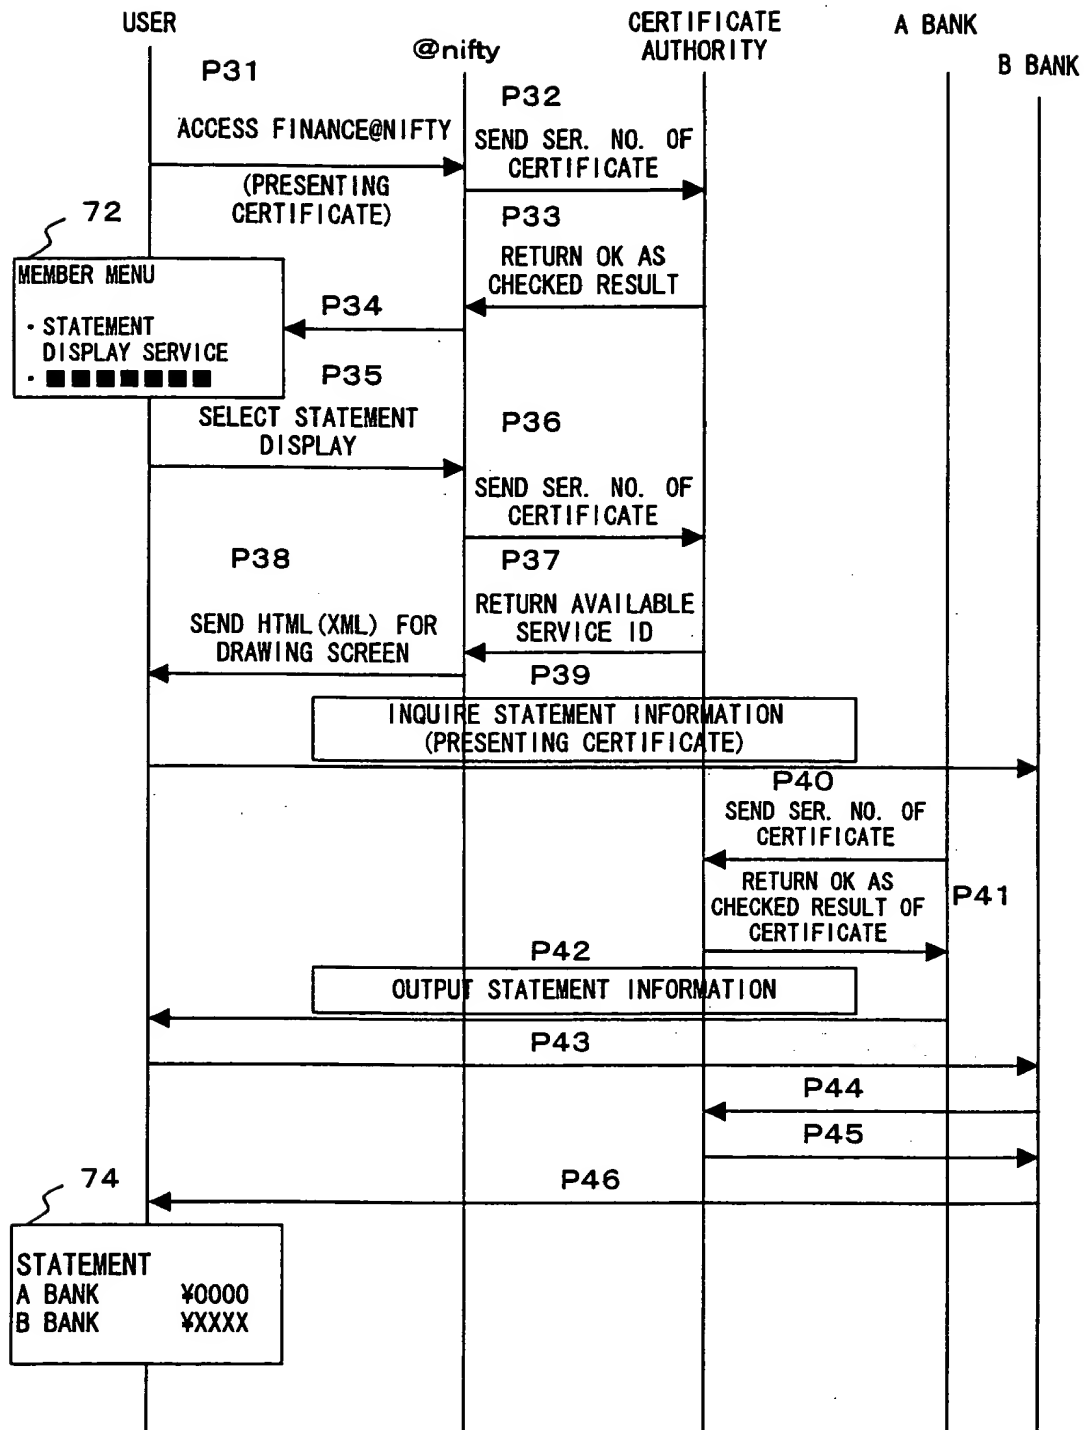 USER
@nifty
CERTIFICATE
AUTHORITY
A BANK
B BANK
P31
ACCESS FINANCE@NIFTY
(PRESENTING
CERTIFICATE)
P32
SEND SER. NO. OF
CERTIFICATE
72
P33
RETURN OK AS
CHECKED RESULT
MEMBER MENU
・STATEMENT
DISPLAY SERVICE
・■■■■■■■
P34
P35
SELECT STATEMENT
DISPLAY
P36
SEND SER. NO. OF
CERTIFICATE
P37
RETURN AVAILABLE
SERVICE ID
P38
SEND HTML(XML) FOR
DRAWING SCREEN
P39
INQUIRE STATEMENT INFORMATION
(PRESENTING CERTIFICATE)
P40
SEND SER. NO. OF
CERTIFICATE
RETURN OK AS
CHECKED RESULT OF
CERTIFICATE
P41
P42
OUTPUT STATEMENT INFORMATION
P43
P44
P45
P46
74
STATEMENT
A BANK ¥0000
B BANK ¥XXXX